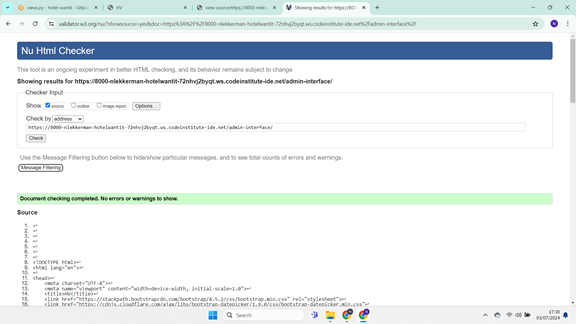 views.py - hotel-wantit - Gitpo
HV
view-source:https://8000-nlekk
Showing results for https://8
validator.w3.org/nu/?showsource=yes&doc=https%3A%2F%2F8000-nlekkerman-hotelwantit-72nhvj2byqt.ws.codeinstitute-ide.net%2Fadmin-interface%2F
Nu Html Checker
This tool is an ongoing experiment in better HTML checking, and its behavior remains subject to change
Showing results for https://8000-nlekkerman-hotelwantit-72nhvj2byqt.ws.codeinstitute-ide.net/admin-interface/
Checker Input
Show source outline image report Options...
Check by address
https://8000-nlekkerman-hotelwantit-72nhvj2byqt.ws.codeinstitute-ide.net/admin-interface/
Check
Use the Message Filtering button below to hide/show particular messages, and to see total counts of errors and warnings.
Message Filtering
Document checking completed. No errors or warnings to show.
Source
1. ↩
2. ↩
3. ↩
4. ↩
5. ↩
6. ↩
7. ↩
8. <!DOCTYPE html>↩
9. <html lang="en">↩
10. ↩
11. <head>↩
12. <meta charset="UTF-8">↩
13. <meta name="viewport" content="width=device-width, initial-scale=1.0">↩
14. <title>HV</title>↩
15. <link href="https://stackpath.bootstrapcdn.com/bootstrap/4.5.2/css/bootstrap.min.css" rel="stylesheet">↩
16. <link href="https://cdnjs.cloudflare.com/ajax/libs/bootstrap-datepicker/1.9.0/css/bootstrap-datepicker.min.css"
Search
17:30
03/07/2024